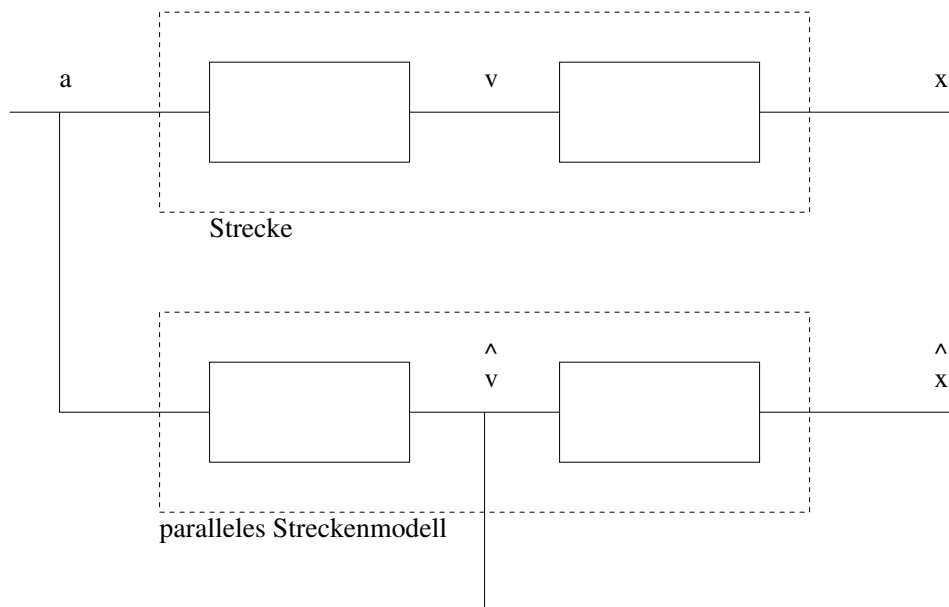 a v x
Strecke
^ ^
v x
paralleles Streckenmodell